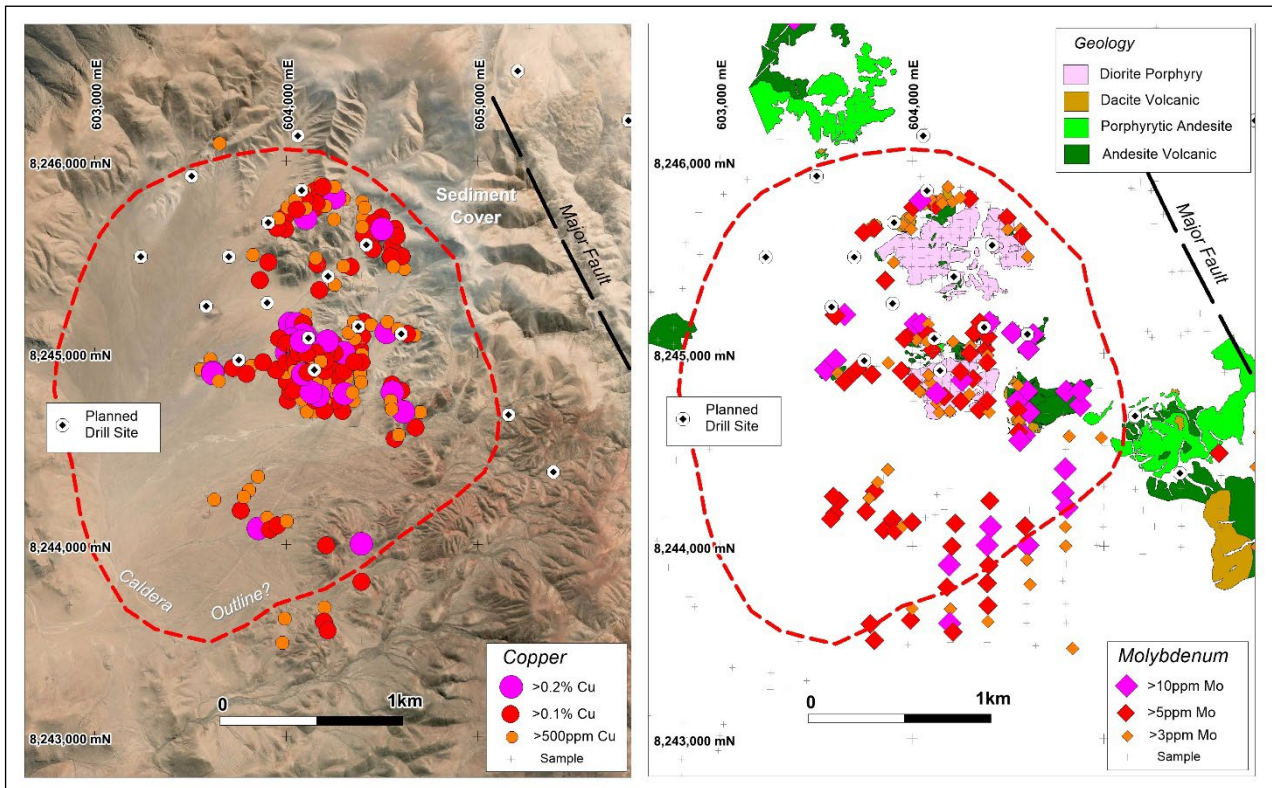 603,000 mE
604,000 mE
605,000 mE
8,246,000 mN
Sediment
Cover
Major Fault
8,245,000 mN
Planned
Drill Site
8,244,000 mN
Caldera
Outline?
0
1km
8,243,000 mN
Copper
>0.2% Cu
>0.1% Cu
>500ppm Cu
Sample
603,000 mE
604,000 mE
Geology
Diorite Porphyry
Dacite Volcanic
Porphyrytic Andesite
Andesite Volcanic
8,246,000 mN
Major Fault
8,245,000 mN
Planned
Drill Site
8,244,000 mN
0
1km
8,243,000 mN
Molybdenum
>10ppm Mo
>5ppm Mo
>3ppm Mo
Sample